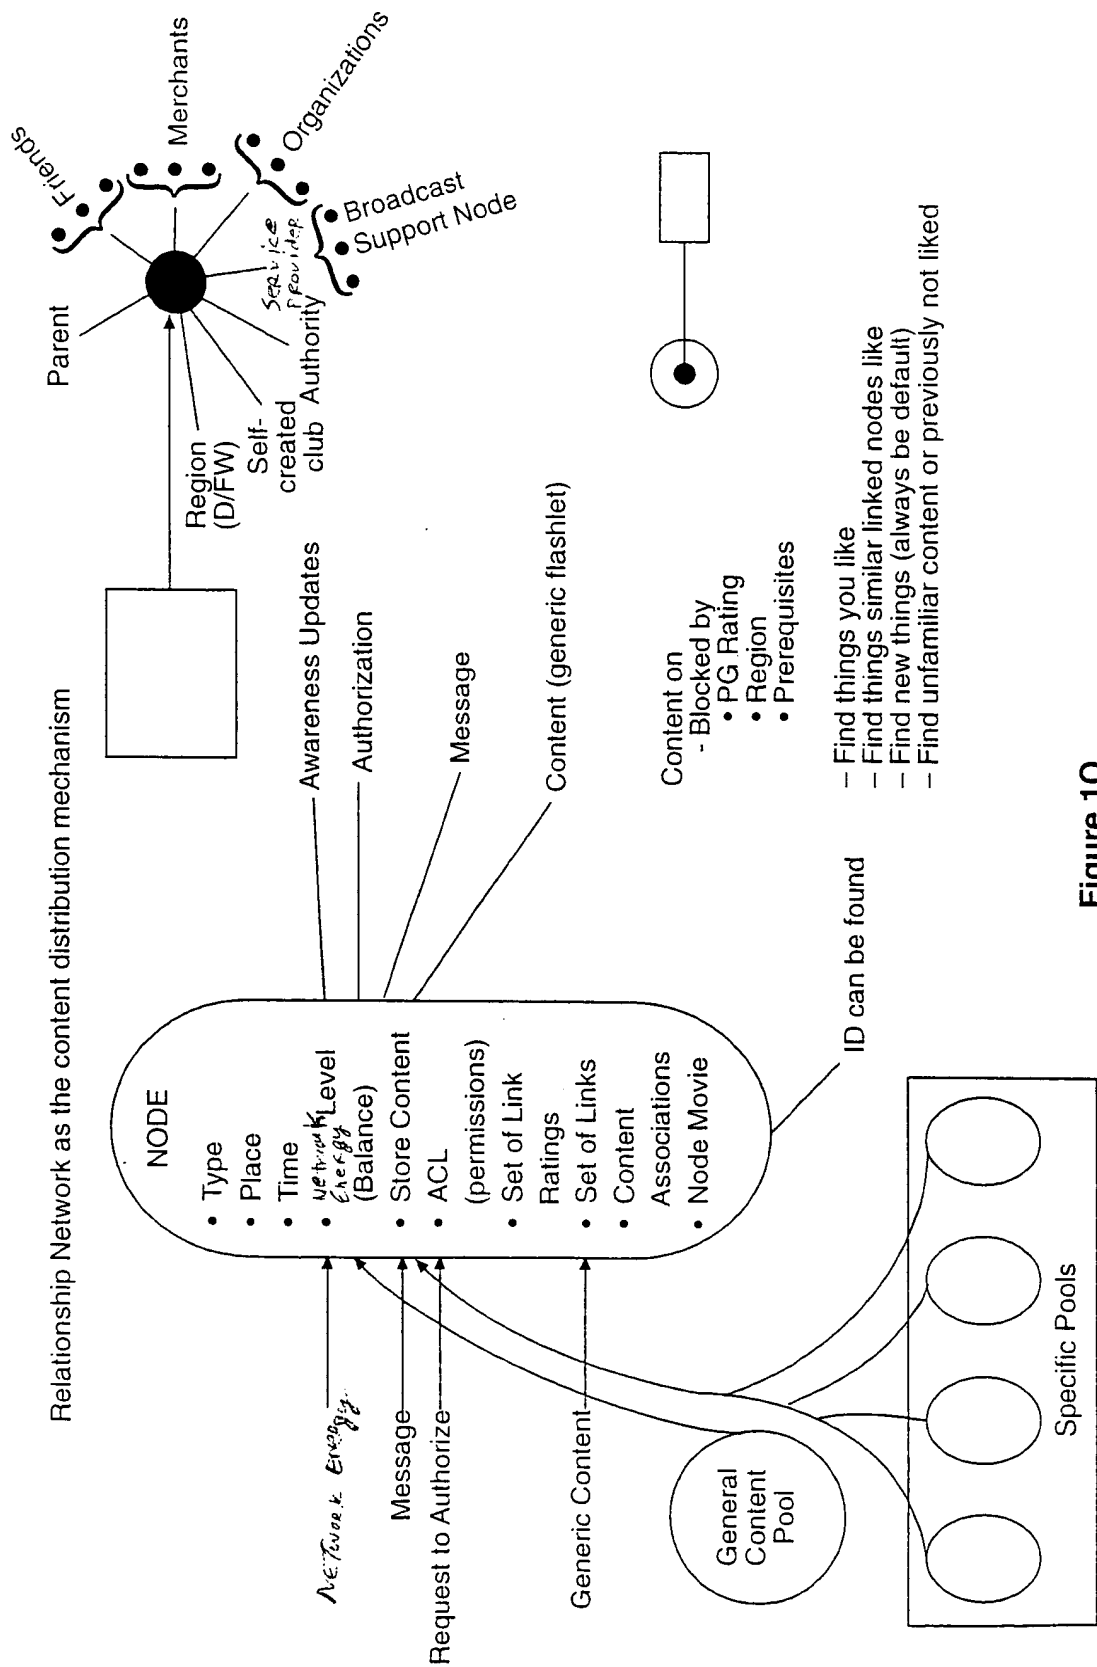 Relationship Network as the content distribution mechanism
NODE
• Type
• Place
• Time
• Network Level
Energy
(Balance)
• Store Content
• ACL
(permissions)
• Set of Link
Ratings
• Set of Links
• Content
Associations
• Node Movie
Network Energy
Message
Request to Authorize
Generic Content
General
Content
Pool
Specific Pools
ID can be found
Awareness Updates
Authorization
Message
Content (generic flashlet)
Parent
Friends
Merchants
Organizations
Broadcast
Support Node
Service
Provider
Authority
Self-
created
club
Region
(D/FW)
Content on
- Blocked by
• PG Rating
• Region
• Prerequisites
– Find things you like
– Find things similar linked nodes like
– Find new things (always be default)
– Find unfamiliar content or previously not liked
Figure 1Q